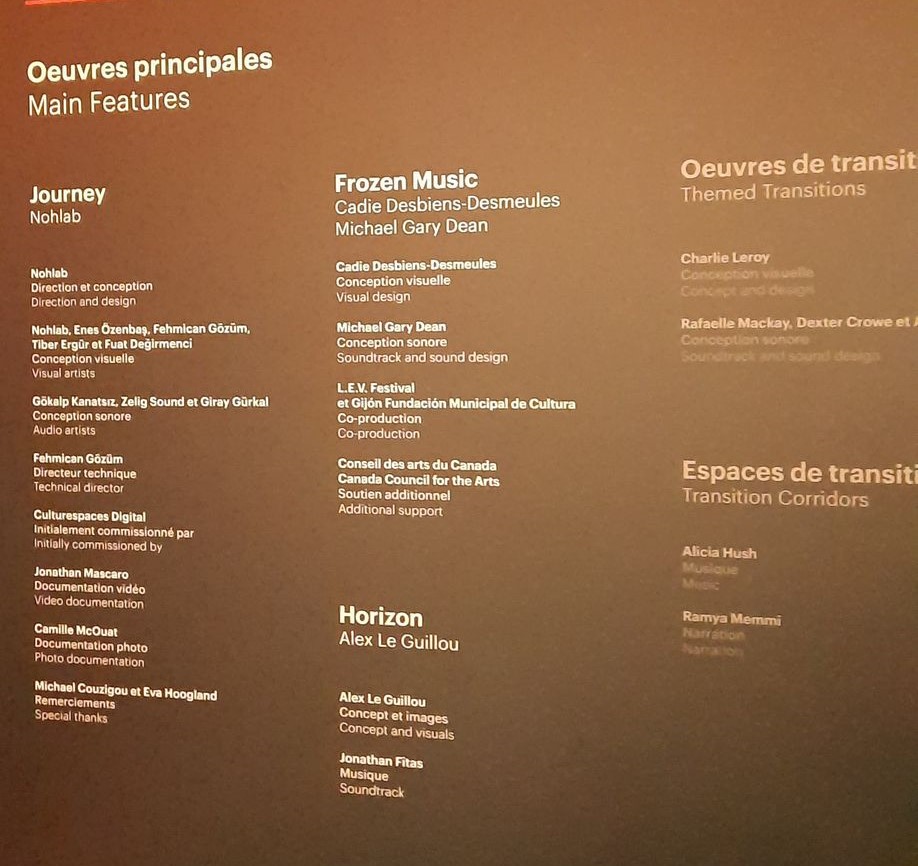 Oeuvres principales
Main Features
Journey
Nohlab
Nohlab
Direction et conception
Direction and design
Nohlab, Enes Özenbaş, Fehmican Gözüm,
Tiber Ergür et Fuat Değirmenci
Conception visuelle
Visual artists
Gökalp Kanatsız, Zelig Sound et Giray Gürkal
Conception sonore
Audio artists
Fehmican Gözüm
Directeur technique
Technical director
Culturespaces Digital
Initialement commissionné par
Initially commissioned by
Jonathan Mascaro
Documentation vidéo
Video documentation
Camille McOuat
Documentation photo
Photo documentation
Michael Couzigou et Eva Hoogland
Remerciements
Special thanks
Frozen Music
Cadie Desbiens-Desmeules
Michael Gary Dean
Cadie Desbiens-Desmeules
Conception visuelle
Visual design
Michael Gary Dean
Conception sonore
Soundtrack and sound design
L.E.V. Festival
et Gijón Fundación Municipal de Cultura
Co-production
Co-production
Conseil des arts du Canada
Canada Council for the Arts
Soutien additionnel
Additional support
Horizon
Alex Le Guillou
Alex Le Guillou
Concept et images
Concept and visuals
Jonathan Fitas
Musique
Soundtrack
Oeuvres de transit
Themed Transitions
Charlie Leroy
Conception visuelle
Concept and design
Rafaelle Mackay, Dexter Crowe et
Conception sonore
Soundtrack and sound design
Espaces de transiti
Transition Corridors
Alicia Hush
Musique
Music
Ramya Memmi
Narration
Narration